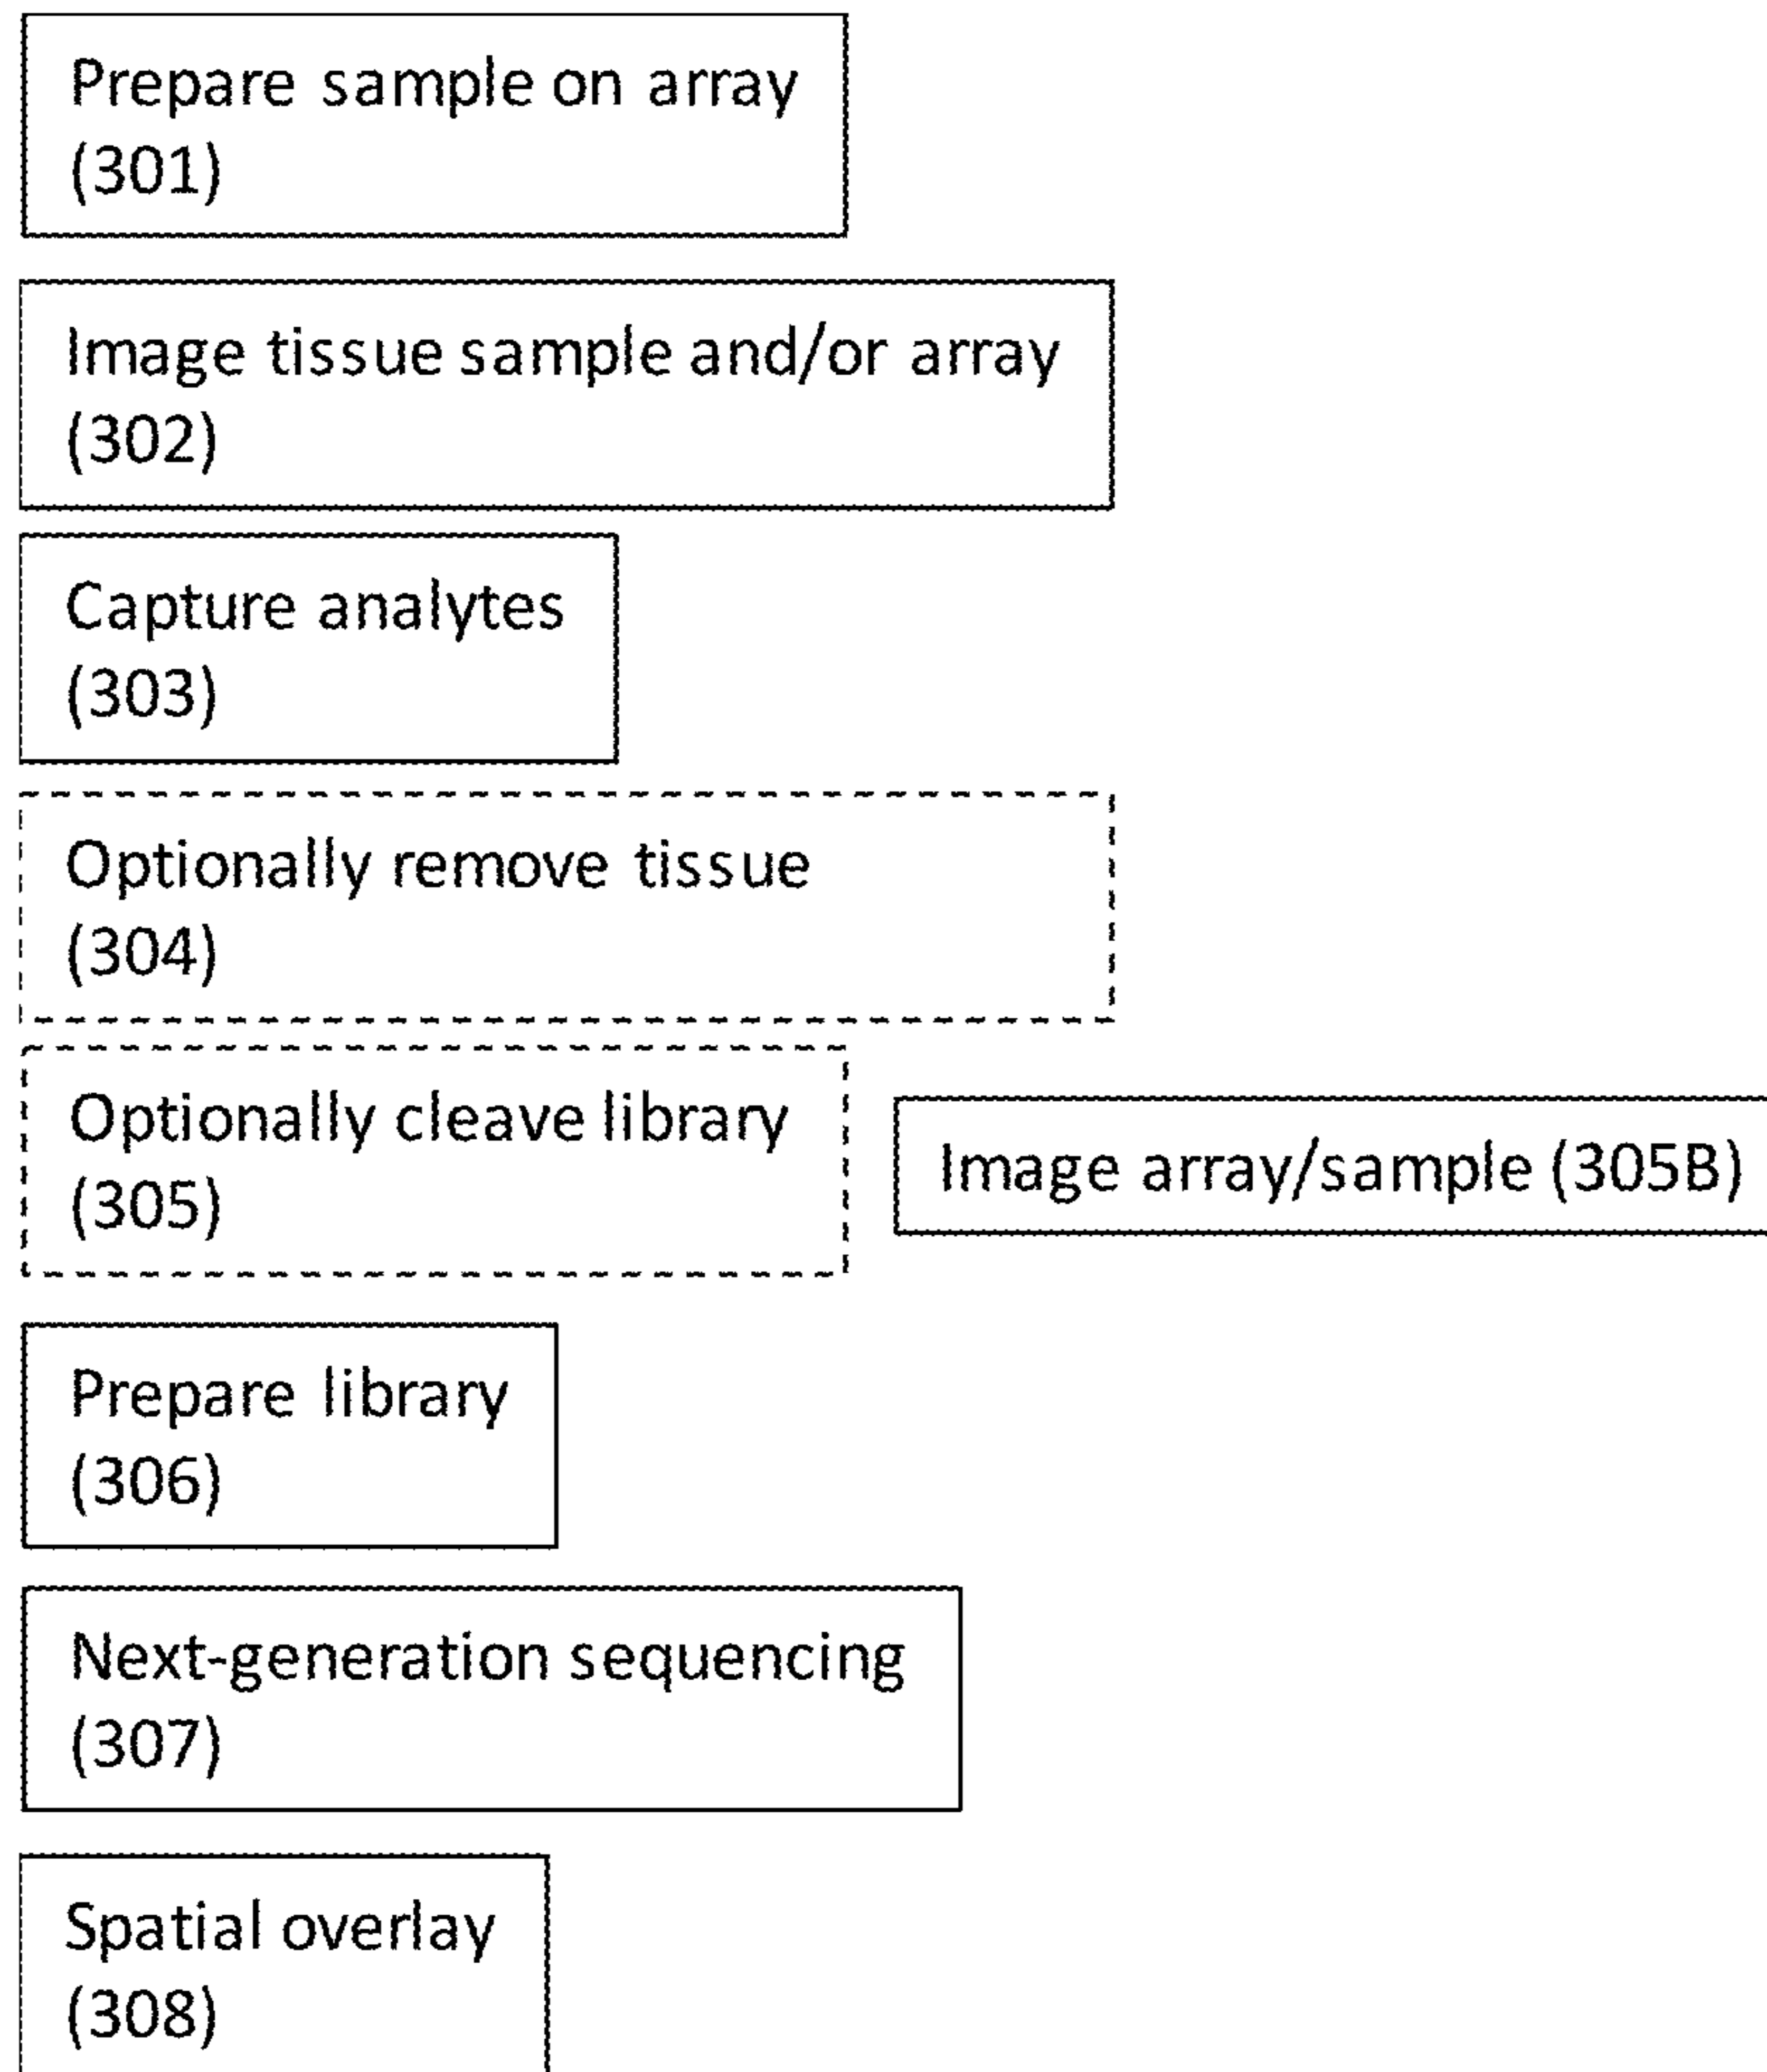 Prepare sample on array
(301)
Image tissue sample and/or array
(302)
Capture analytes
(303)
Optionally remove tissue
(304)
Optionally cleave library
(305)
Image array/sample (305B)
Prepare library
(306)
Next-generation sequencing
(307)
Spatial overlay
(308)